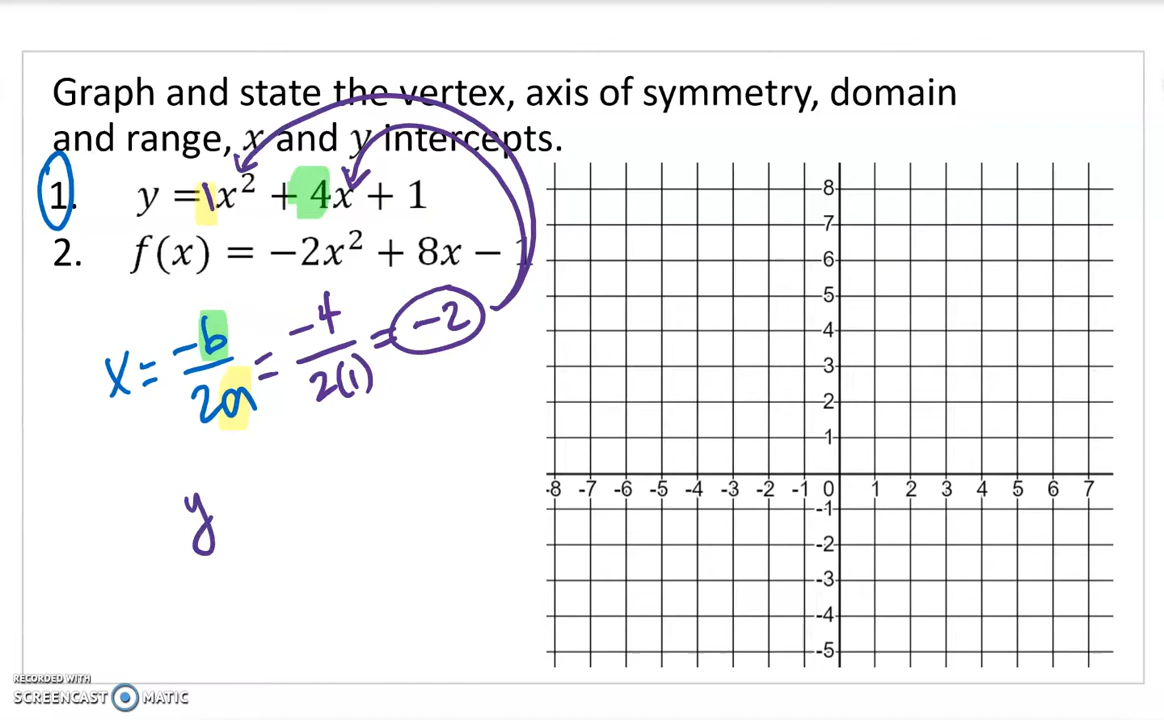 Graph and state the vertex, axis of symmetry, domain
and range, x and y intercepts.
1. y = 1x² + 4x + 1
2. f(x) = −2x² + 8x − 1
x = -b/2a = -4/2(1) = -2
y
8
7
6
5
4
3
2
1
-8 -7 -6 -5 -4 -3 -2 -1 0 1 2 3 4 5 6 7
-1
-2
-3
-4
-5
RECORDED WITH
SCREENCAST MATIC